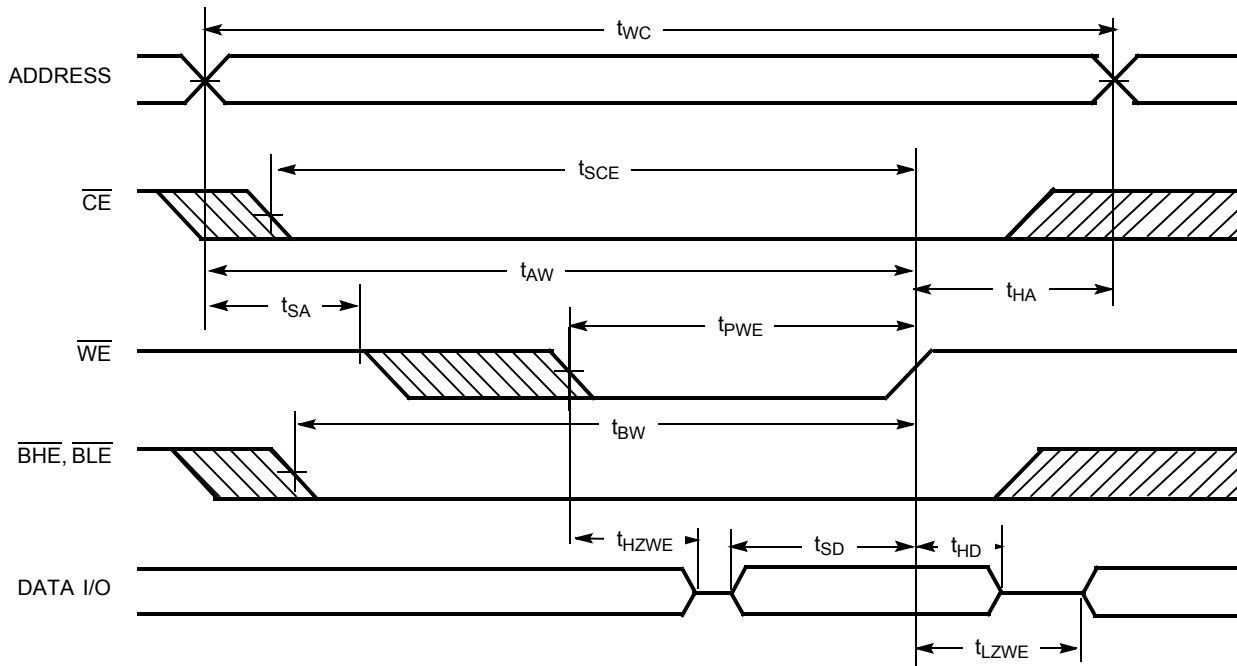 tWC
ADDRESS
tSCE
CE
tAW
tSA
tHA
tPWE
WE
tBW
BHE, BLE
tHZWE
tSD
tHD
DATA I/O
tLZWE